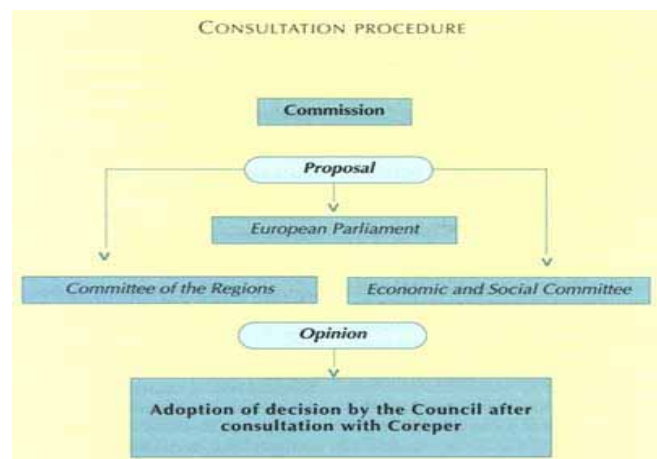 CONSULTATION PROCEDURE
Commission
Proposal
European Parliament
Committee of the Regions
Economic and Social Committee
Opinion
Adoption of decision by the Council after
consultation with Coreper